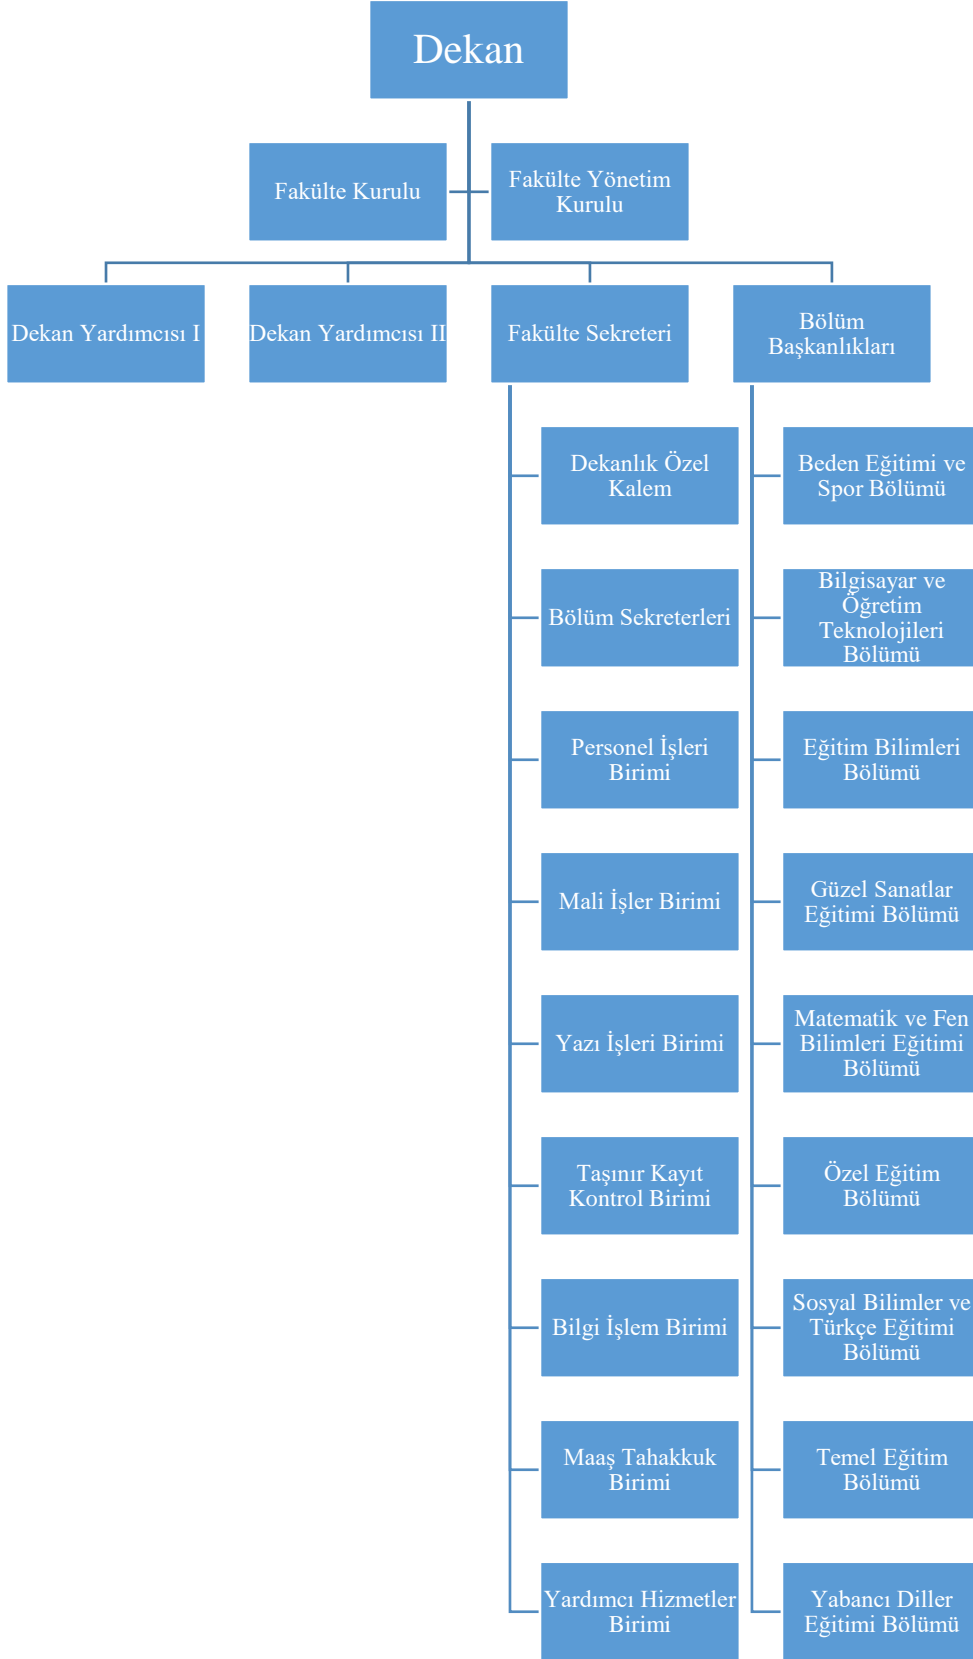 Dekan
Fakülte Kurulu
Fakülte Yönetim
Kurulu
Dekan Yardımcısı I
Dekan Yardımcısı II
Fakülte Sekreteri
Bölüm
Başkanlıkları
Dekanlık Özel
Kalem
Beden Eğitimi ve
Spor Bölümü
Bölüm Sekreterleri
Bilgisayar ve
Öğretim
Teknolojileri
Bölümü
Personel İşleri
Birimi
Eğitim Bilimleri
Bölümü
Mali İşler Birimi
Güzel Sanatlar
Eğitimi Bölümü
Yazı İşleri Birimi
Matematik ve Fen
Bilimleri Eğitimi
Bölümü
Taşınır Kayıt
Kontrol Birimi
Özel Eğitim
Bölümü
Bilgi İşlem Birimi
Sosyal Bilimler ve
Türkçe Eğitimi
Bölümü
Maaş Tahakkuk
Birimi
Temel Eğitim
Bölümü
Yardımcı Hizmetler
Birimi
Yabancı Diller
Eğitimi Bölümü